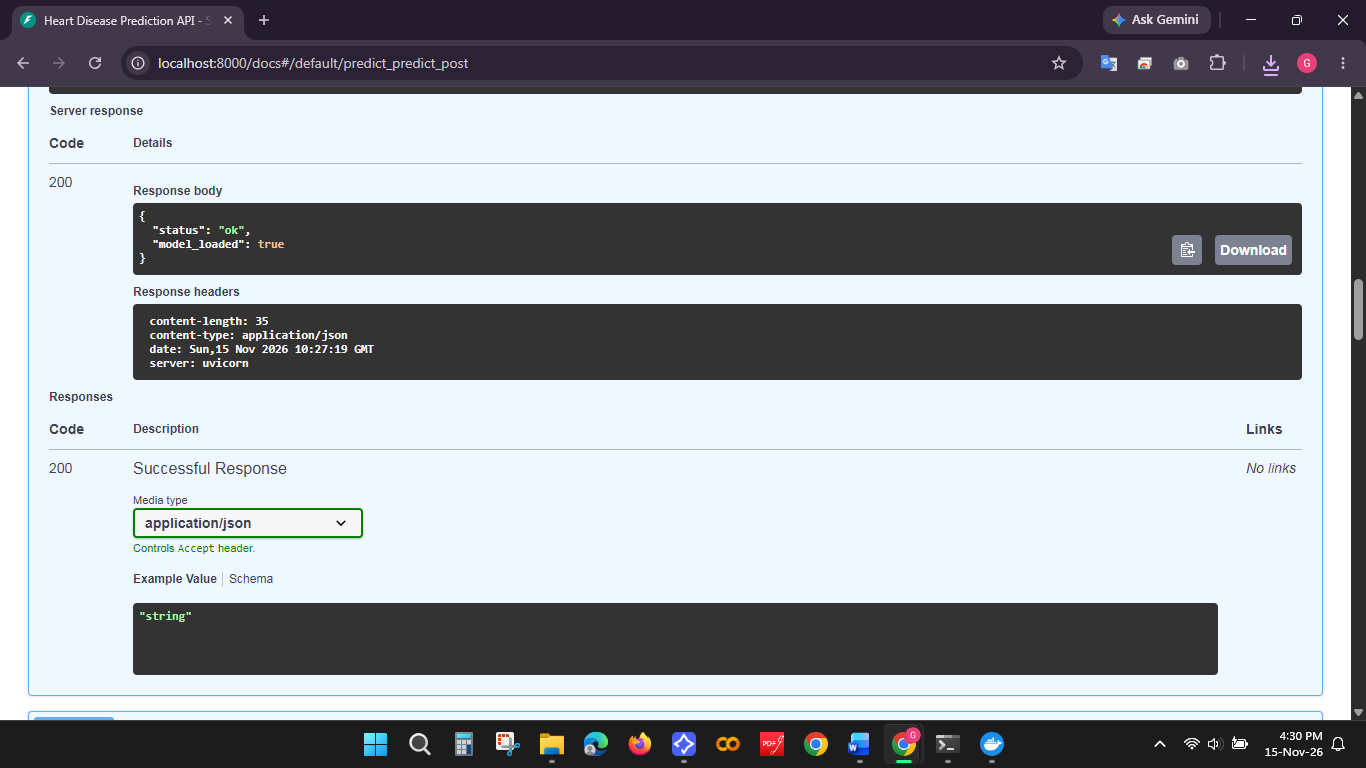 Heart Disease Prediction API - S
Ask Gemini
localhost:8000/docs#/default/predict_predict_post
G
Server response
Code Details
200
Response body
{
"status": "ok",
"model_loaded": true
}
Download
Response headers
content-length: 35
content-type: application/json
date: Sun,15 Nov 2026 10:27:19 GMT
server: uvicorn
Responses
Code Description Links
200 Successful Response No links
Media type
application/json
Controls Accept header.
Example Value Schema
"string"
PDF
W
G
4:30 PM
15-Nov-26